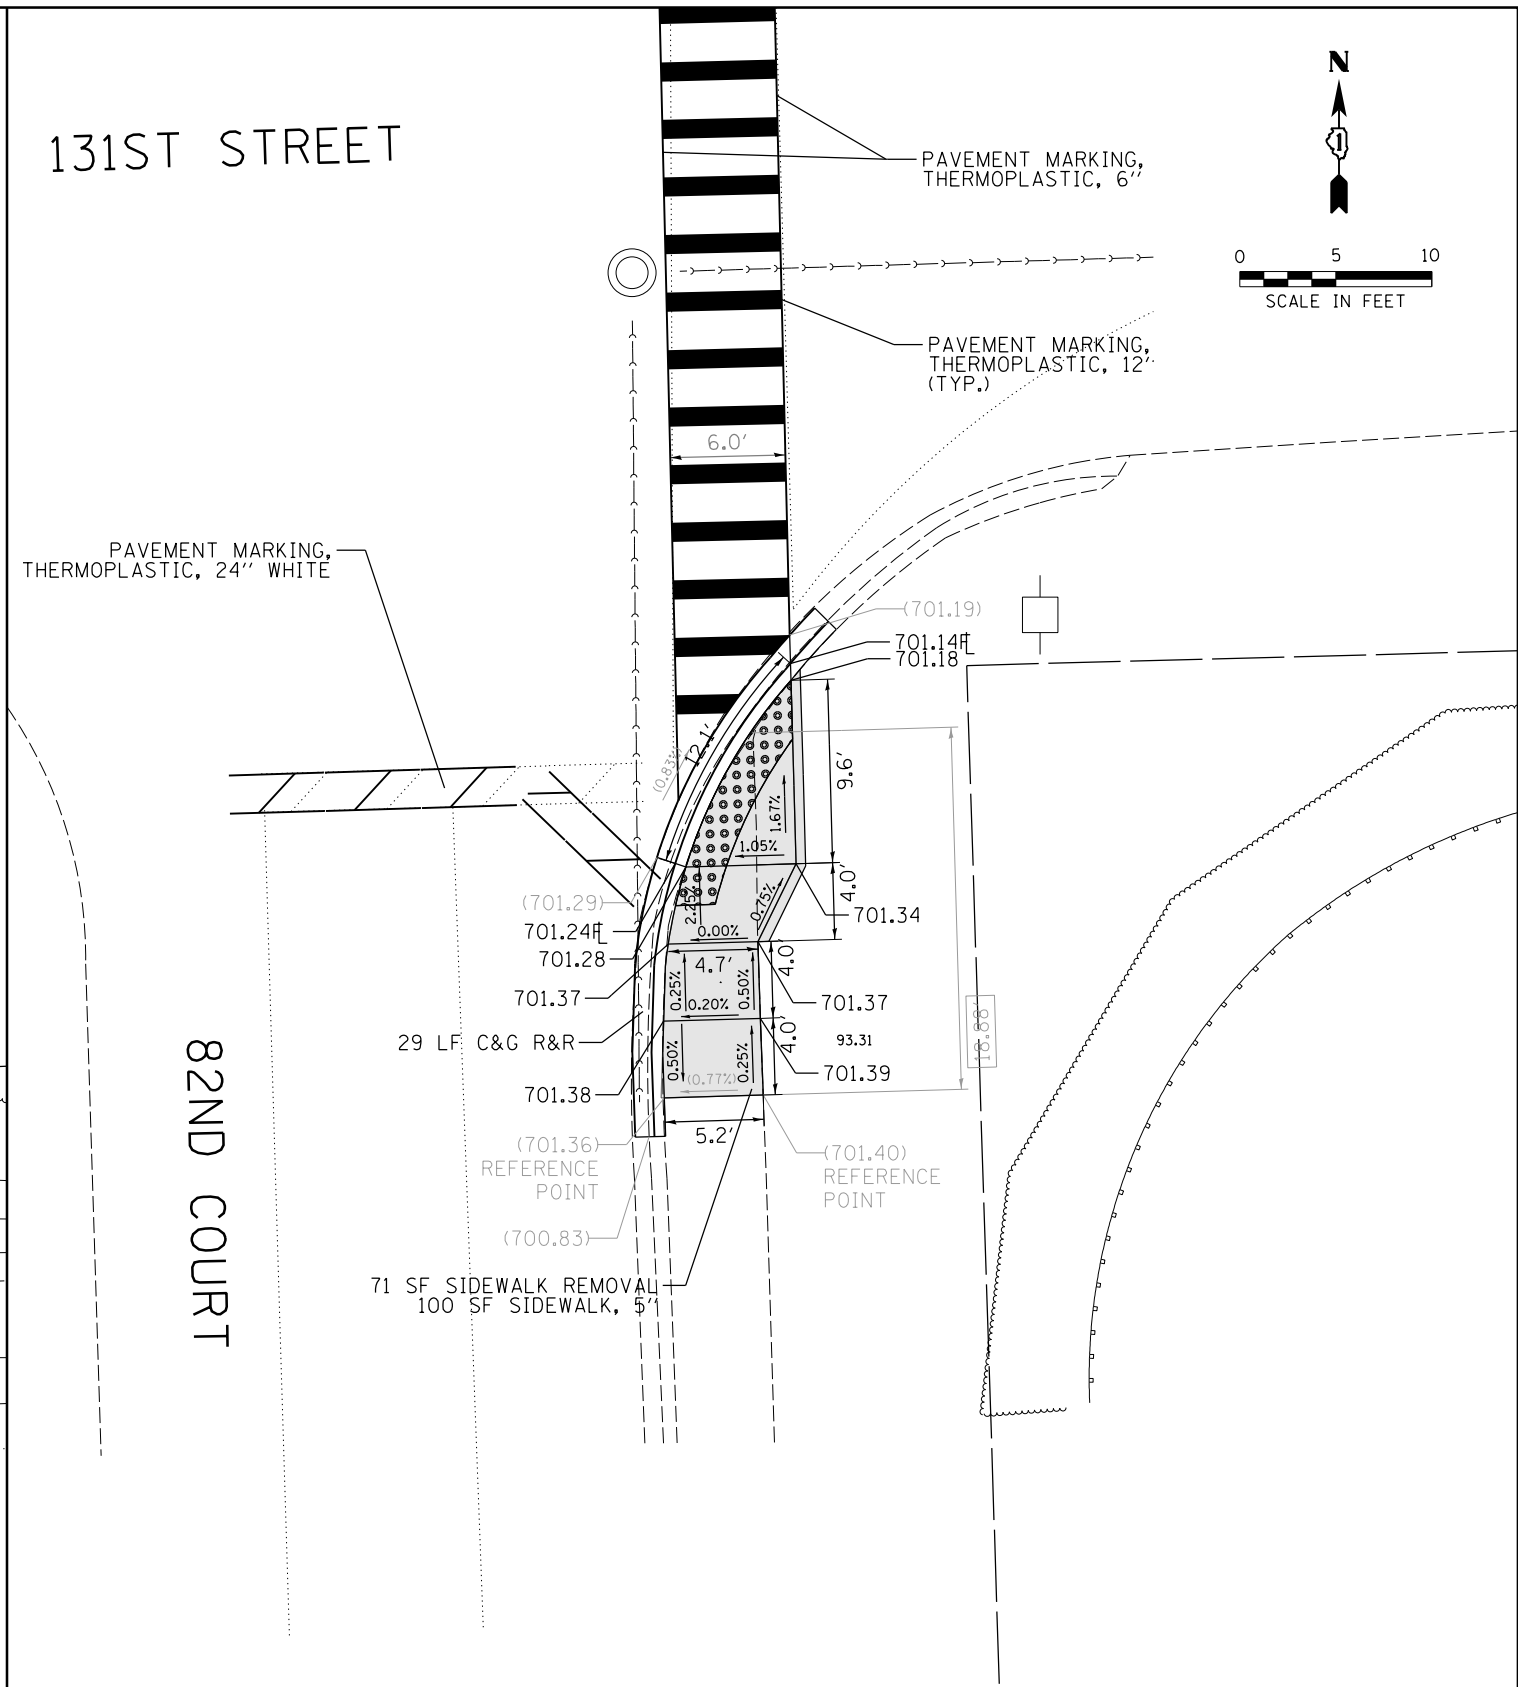 N
1
131ST STREET
PAVEMENT MARKING,
THERMOPLASTIC, 6"
0 5 10
SCALE IN FEET
PAVEMENT MARKING,
THERMOPLASTIC, 12"
(TYP.)
6.0'
PAVEMENT MARKING,
THERMOPLASTIC, 24" WHITE
(701.19)
701.14FL
701.18
12.1'
(0.83%)
9.6'
1.67%
1.05%
4.0'
(701.29)
2.25%
0.75%
701.34
701.24FL
0.00%
701.28
4.7'
4.0'
701.37
0.25%
0.50%
0.20%
701.37
29 LF C&G R&R
4.0'
93.31
18.88'
0.50%
0.25%
701.39
(0.77%)
701.38
5.2'
(701.36)
REFERENCE
POINT
(701.40)
REFERENCE
POINT
(700.83)
71 SF SIDEWALK REMOVAL
100 SF SIDEWALK, 5"
82ND COURT